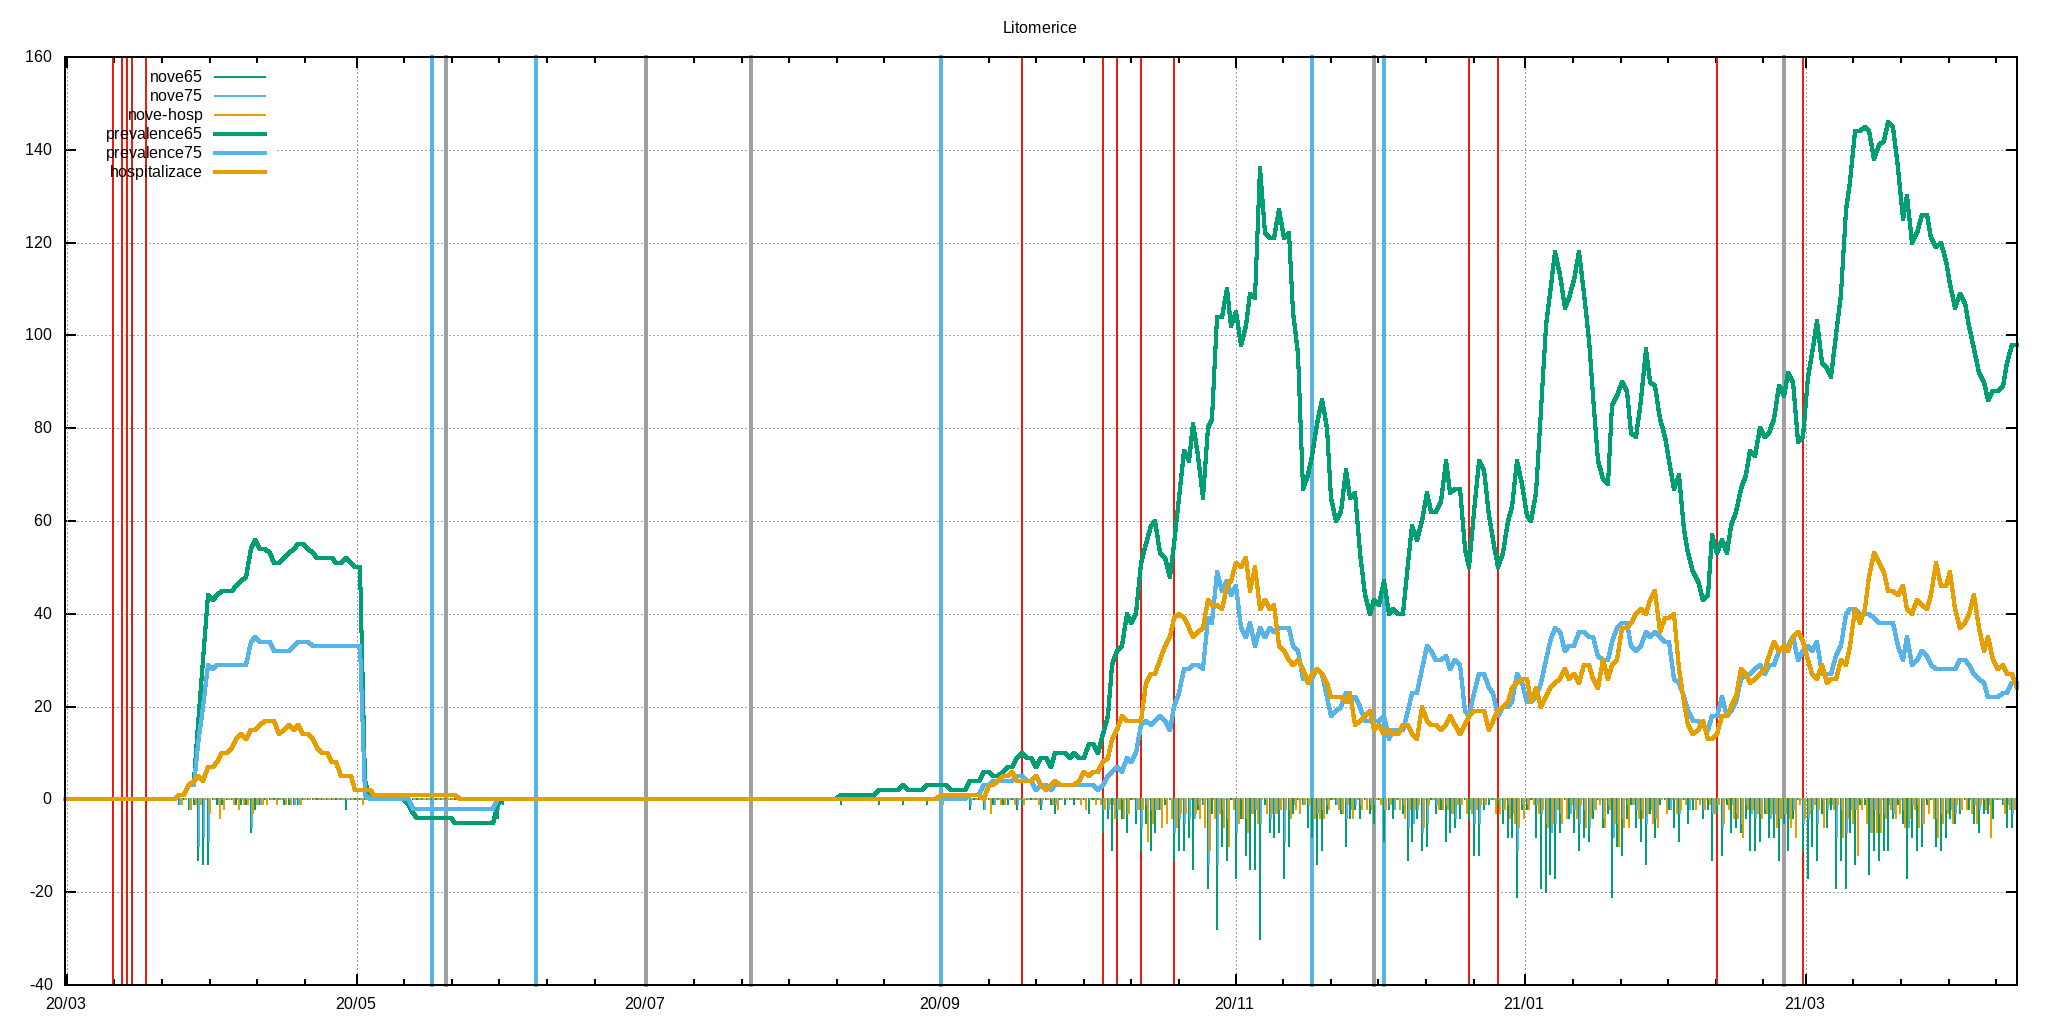 Litomerice
160
140
120
100
80
60
40
20
0
-20
-40
nove65
nove75
nove-hosp
prevalence65
prevalence75
hospitalizace
20/03 20/05 20/07 20/09 20/11 21/01 21/03